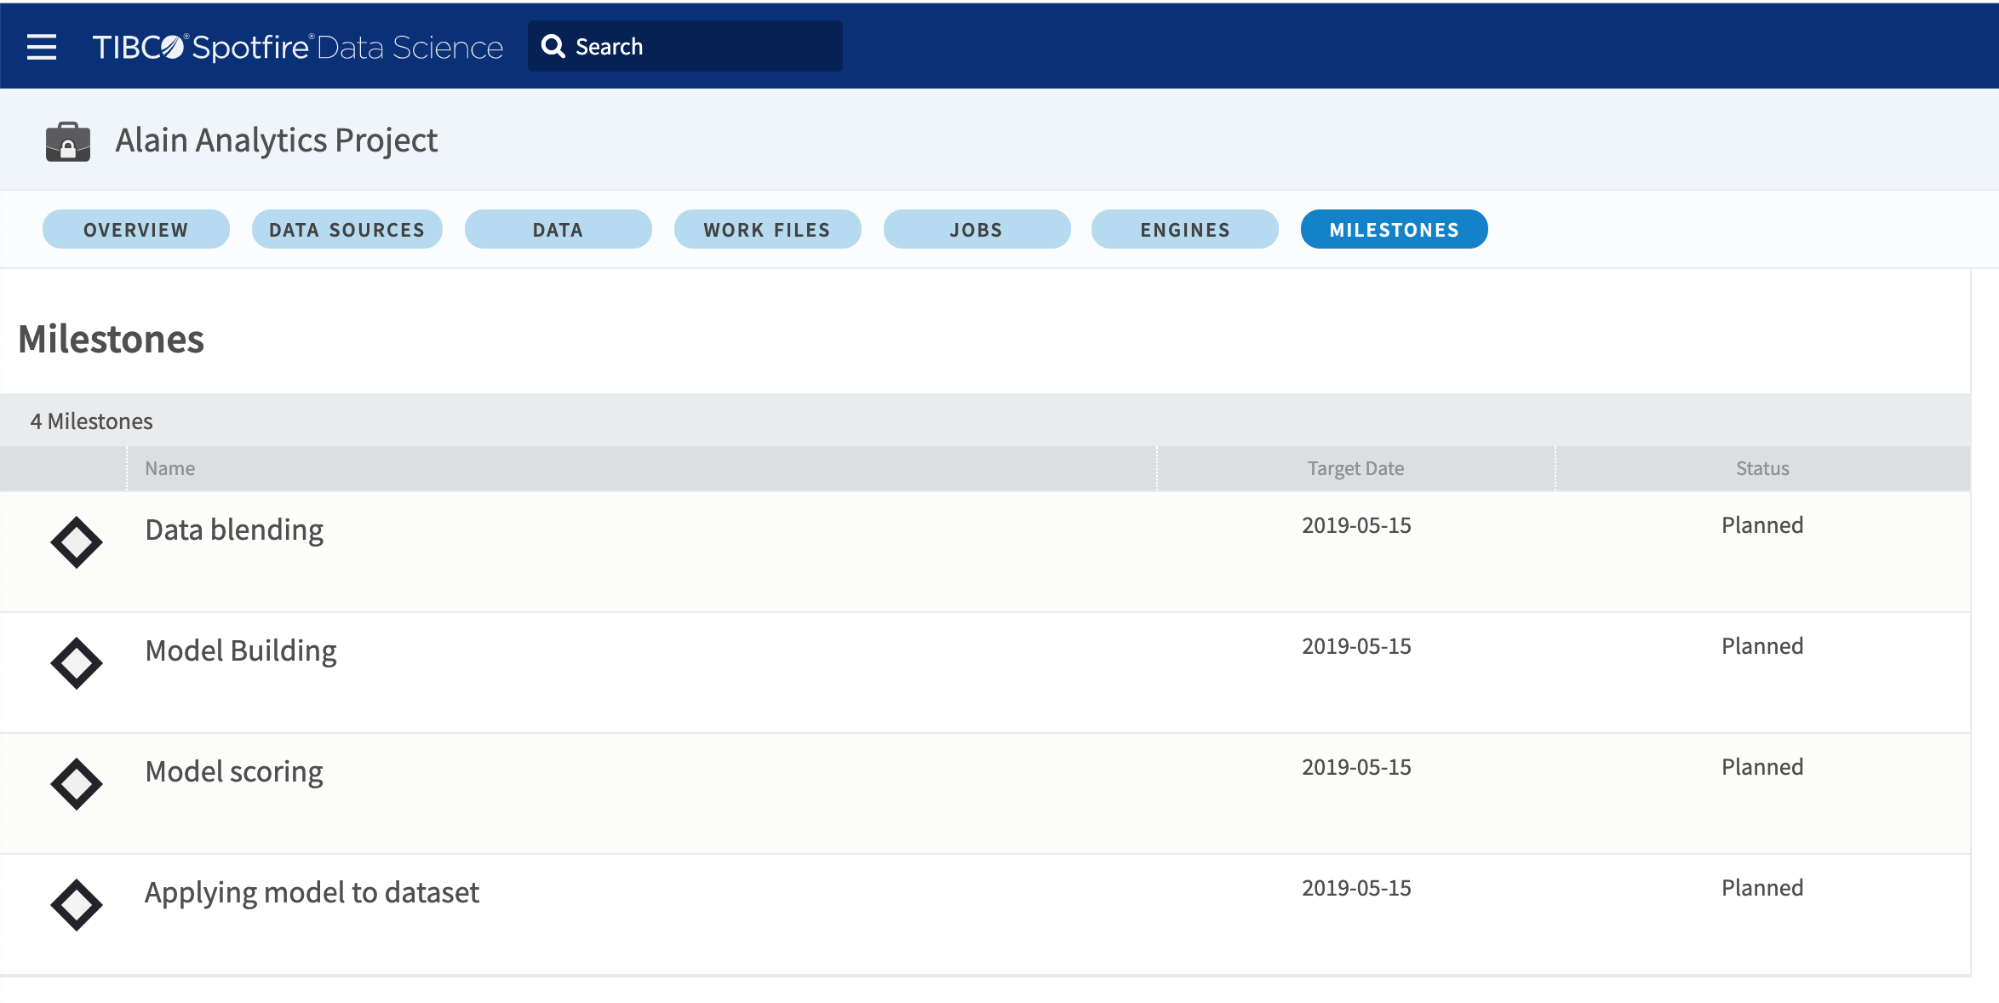 TIBCO® Spotfire® Data Science Search
Alain Analytics Project
OVERVIEW DATA SOURCES DATA WORK FILES JOBS ENGINES MILESTONES
Milestones
4 Milestones
Name Target Date Status
Data blending 2019-05-15 Planned
Model Building 2019-05-15 Planned
Model scoring 2019-05-15 Planned
Applying model to dataset 2019-05-15 Planned